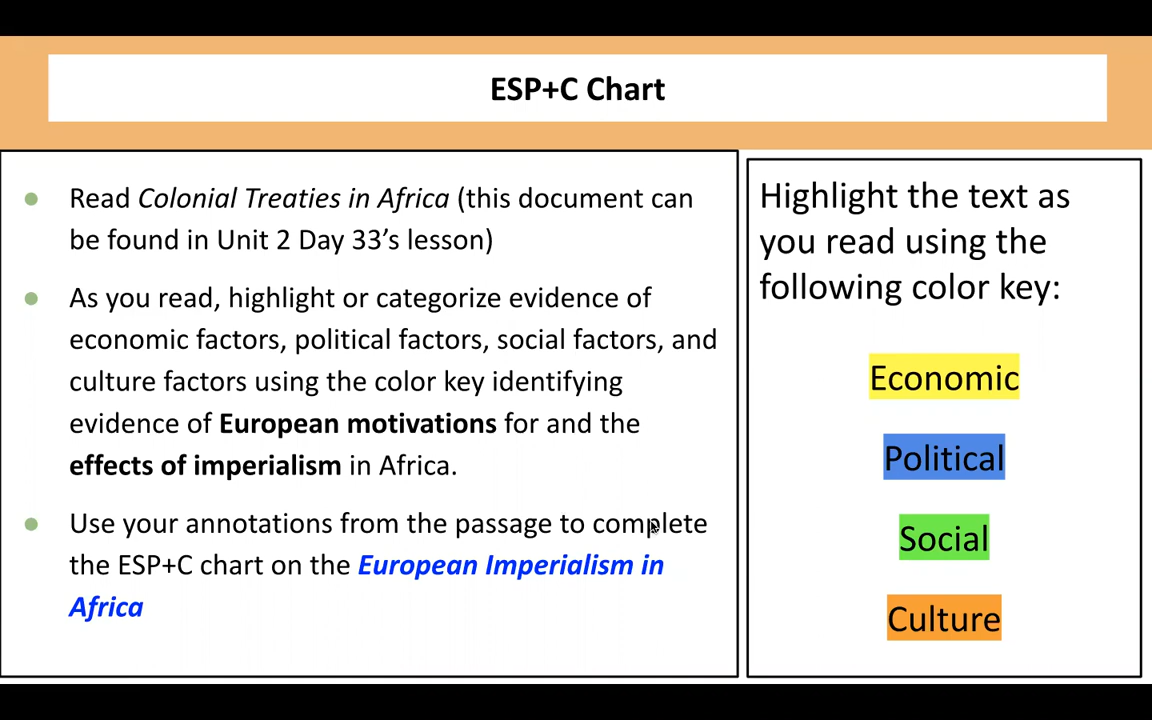 ESP+C Chart
Read Colonial Treaties in Africa (this document can
be found in Unit 2 Day 33’s lesson)
As you read, highlight or categorize evidence of
economic factors, political factors, social factors, and
culture factors using the color key identifying
evidence of European motivations for and the
effects of imperialism in Africa.
Use your annotations from the passage to complete
the ESP+C chart on the European Imperialism in
Africa
Highlight the text as
you read using the
following color key:
Economic
Political
Social
Culture